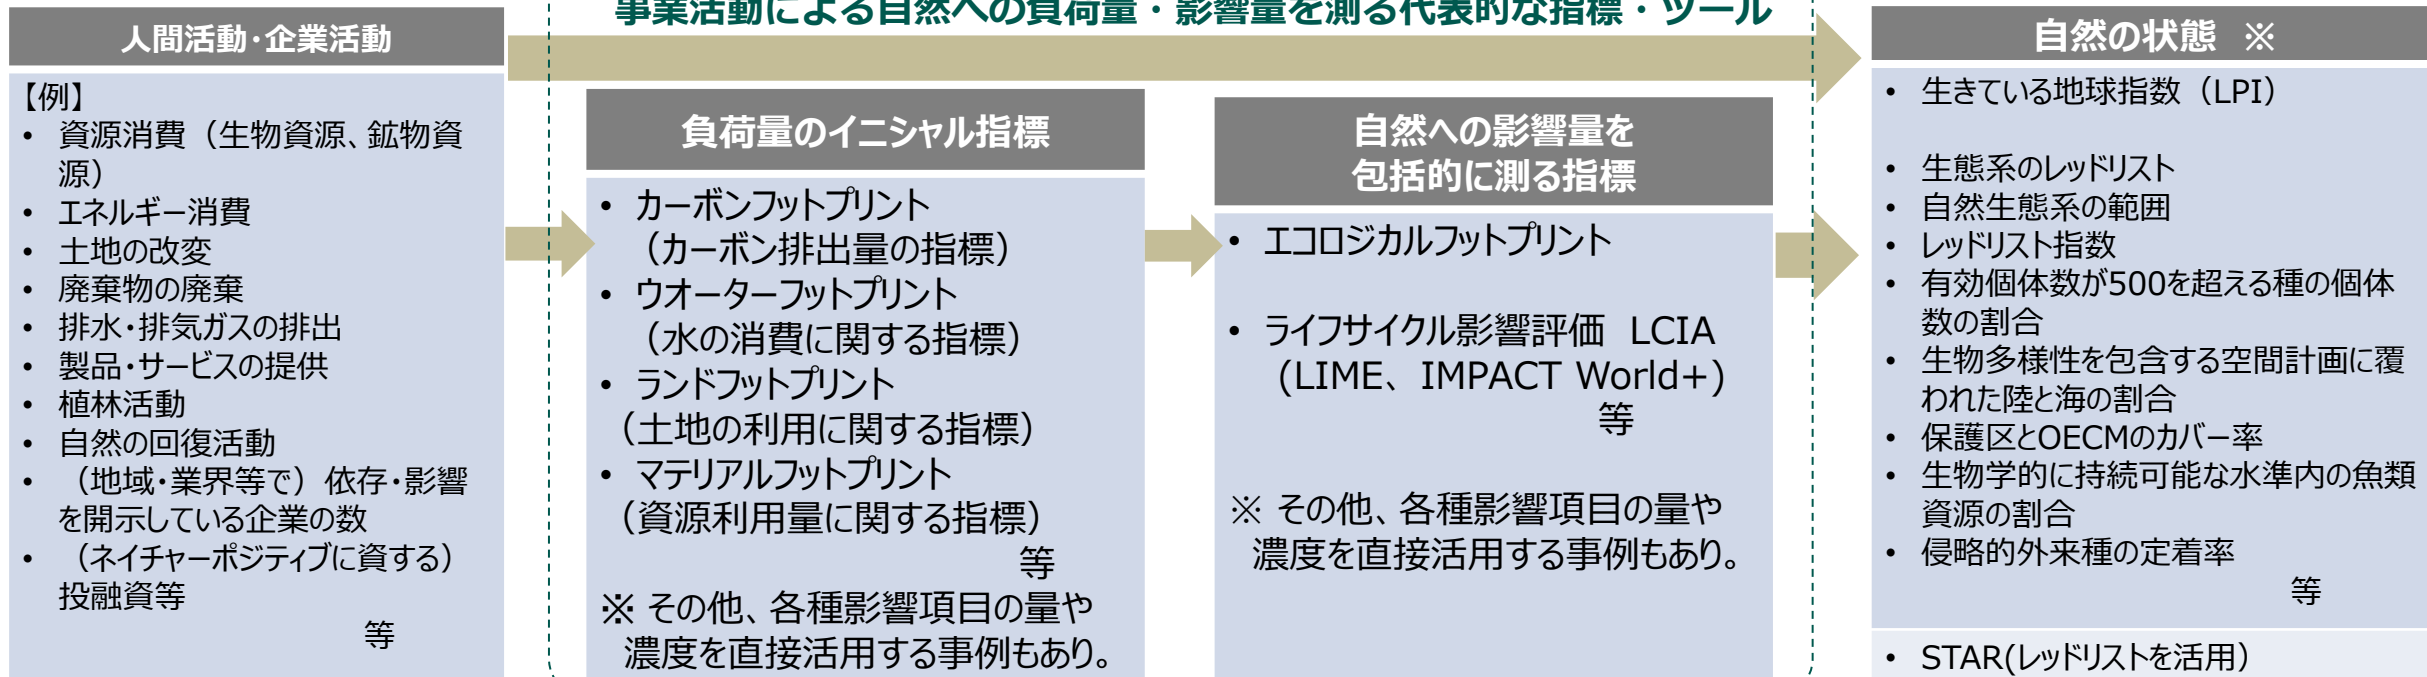 事業活動による自然への負荷量・影響量を測る代表的な指標・ツール
人間活動・企業活動
【例】
• 資源消費（生物資源、鉱物資
源）
• エネルギー消費
• 土地の改変
• 廃棄物の廃棄
• 排水・排気ガスの排出
• 製品・サービスの提供
• 植林活動
• 自然の回復活動
• （地域・業界等で）依存・影響
を開示している企業の数
• （ネイチャーポジティブに資する）
投融資等
等
負荷量のイニシャル指標
• カーボンフットプリント
（カーボン排出量の指標）
• ウオーターフットプリント
（水の消費に関する指標）
• ランドフットプリント
（土地の利用に関する指標）
• マテリアルフットプリント
（資源利用量に関する指標）
等
※ その他、各種影響項目の量や
濃度を直接活用する事例もあり。
自然への影響量を
包括的に測る指標
• エコロジカルフットプリント
• ライフサイクル影響評価 LCIA
(LIME、IMPACT World+)
等
※ その他、各種影響項目の量や
濃度を直接活用する事例もあり。
自然の状態 ※
• 生きている地球指数（LPI）
• 生態系のレッドリスト
• 自然生態系の範囲
• レッドリスト指数
• 有効個体数が500を超える種の個体
数の割合
• 生物多様性を包含する空間計画に覆
われた陸と海の割合
• 保護区とOECMのカバー率
• 生物学的に持続可能な水準内の魚類
資源の割合
• 侵略的外来種の定着率
等
• STAR(レッドリストを活用）